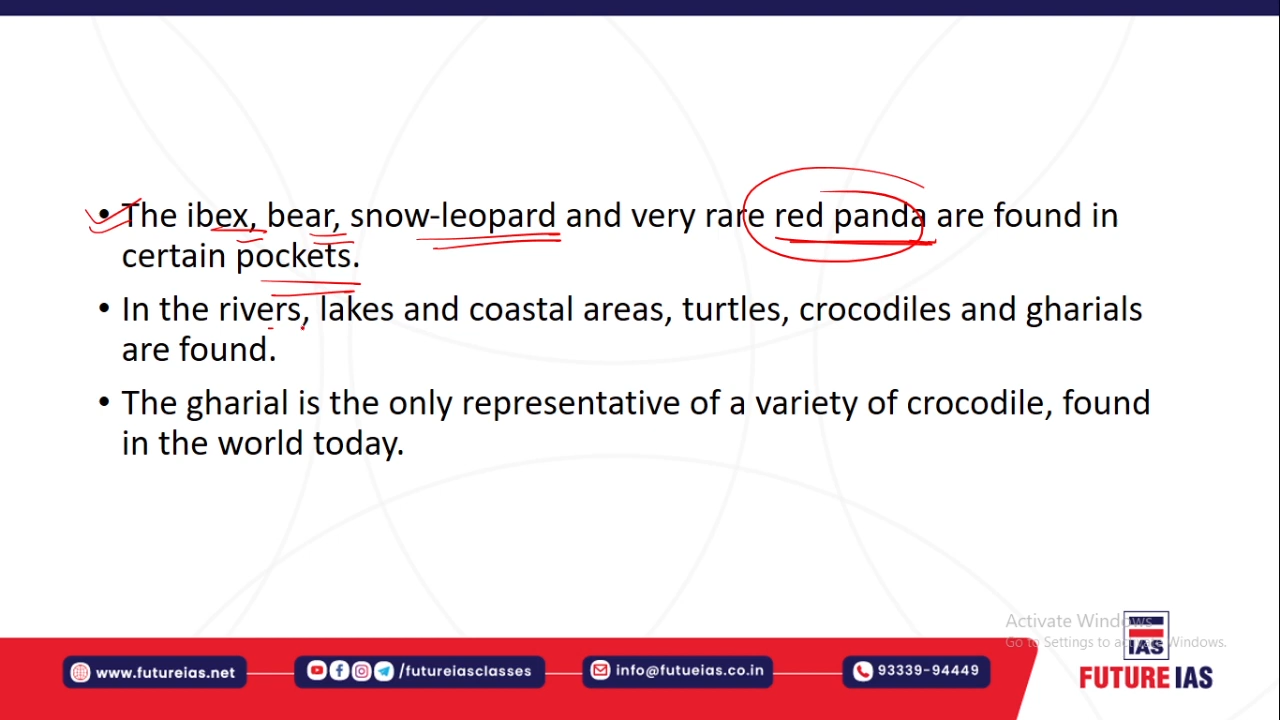 • The ibex, bear, snow-leopard and very rare red panda are found in
certain pockets.
• In the rivers, lakes and coastal areas, turtles, crocodiles and gharials
are found.
• The gharial is the only representative of a variety of crocodile, found
in the world today.
Activate Windows
Go to Settings to activate Windows.
IAS
www.futureias.net
/futureiasclasses
info@futueias.co.in
93339-94449
FUTURE IAS